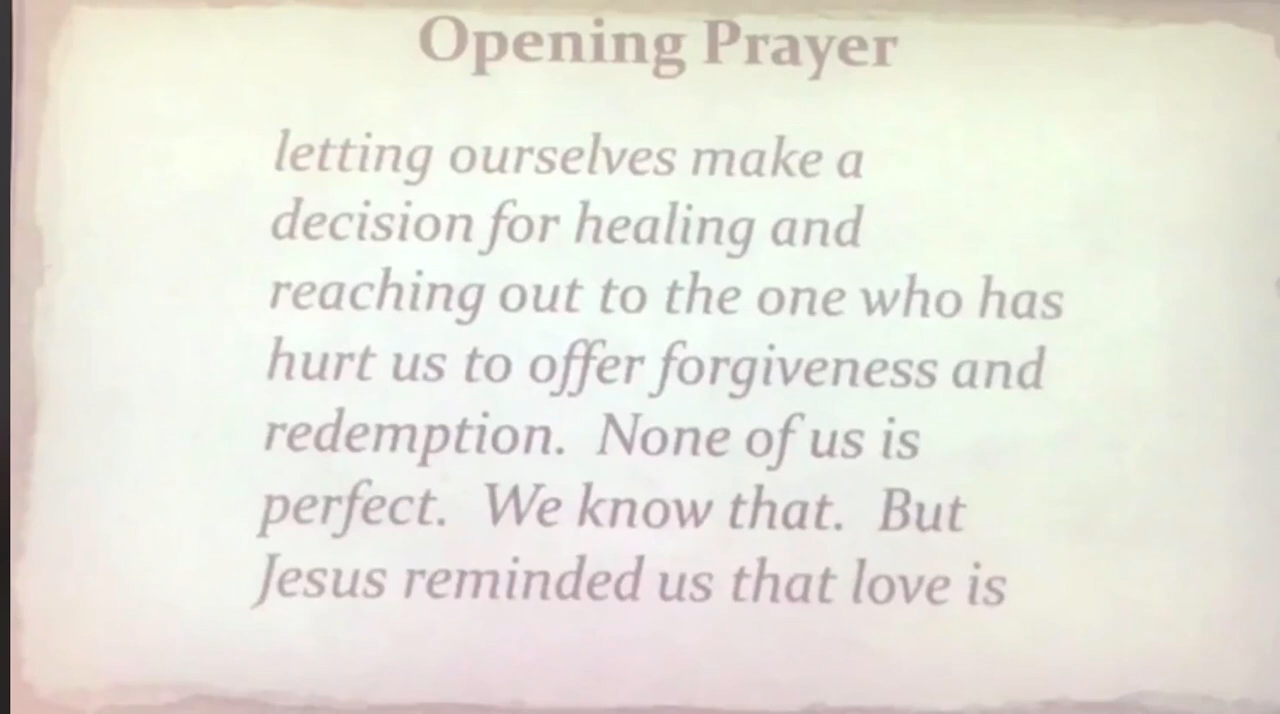 Opening Prayer
letting ourselves make a
decision for healing and
reaching out to the one who has
hurt us to offer forgiveness and
redemption.  None of us is
perfect.  We know that.  But
Jesus reminded us that love is